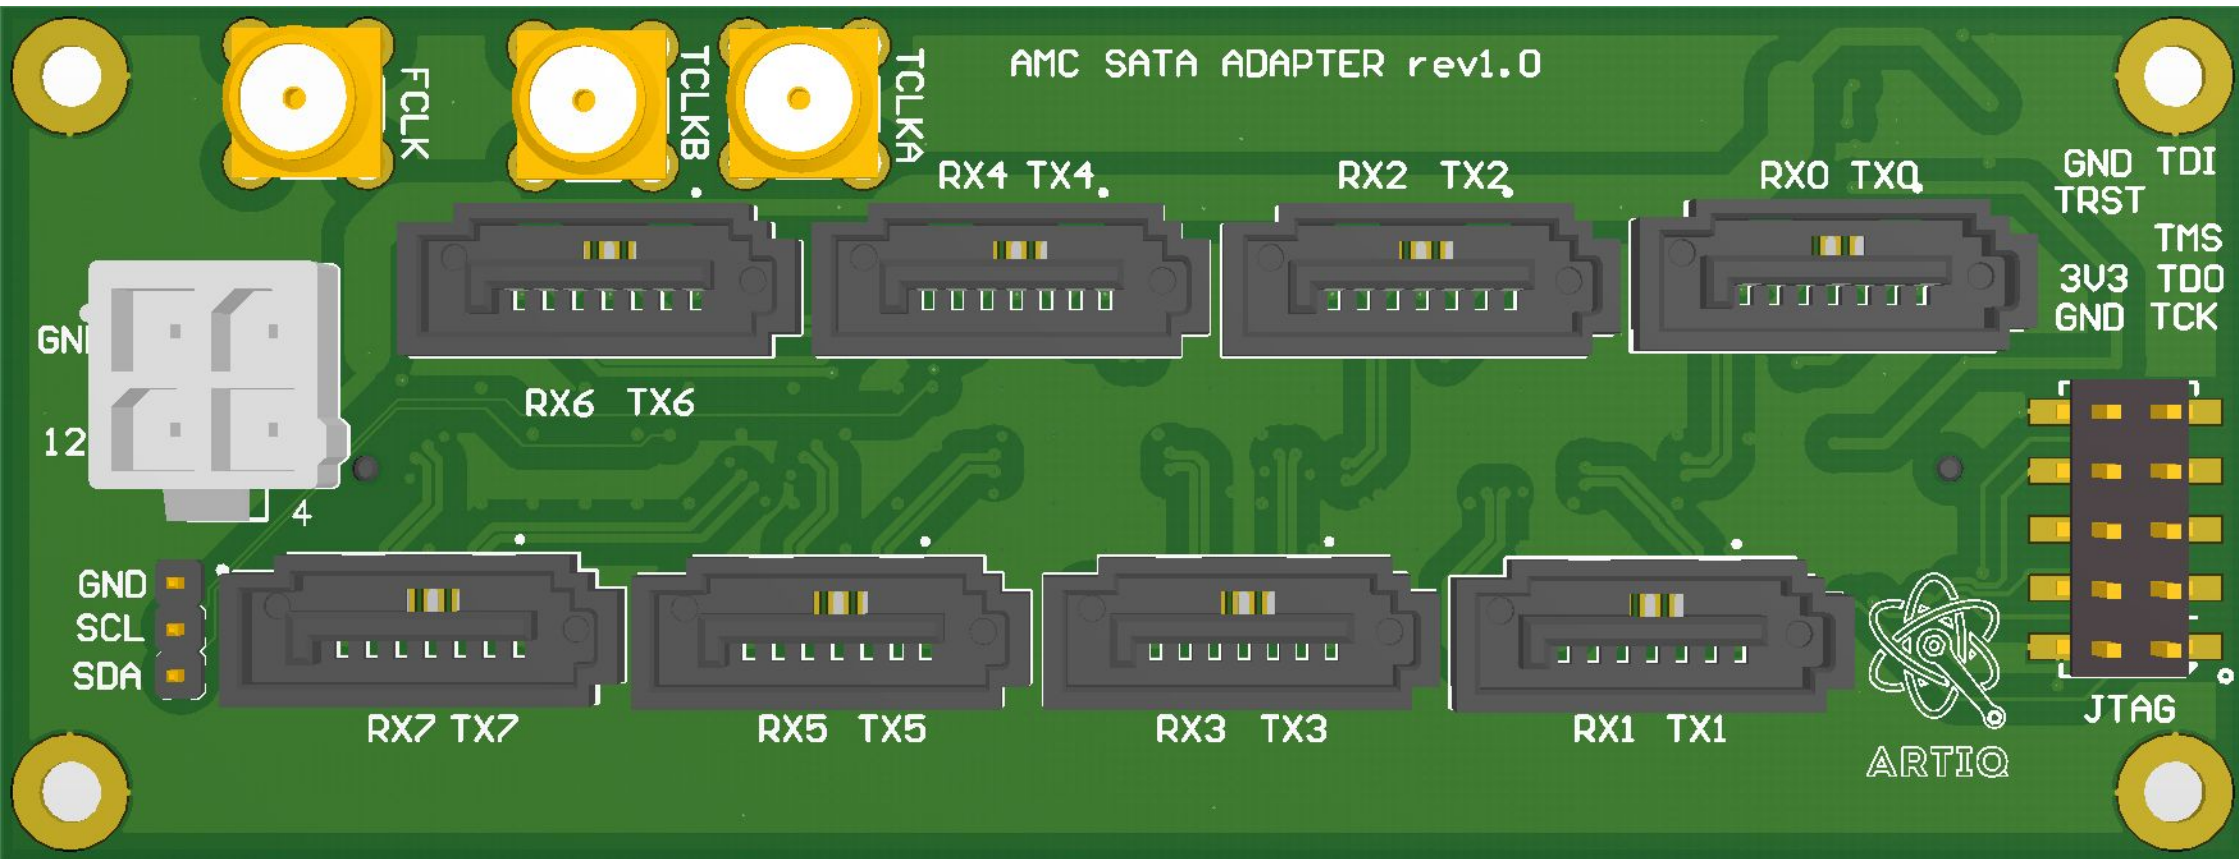 AMC SATA ADAPTER rev1.0
FCLK
TCLKB
TCLKA
RX4 TX4
RX2 TX2
RX0 TX0
GND TDI
TRST
TMS
3V3 TDO
GND TCK
RX6 TX6
12
4
GND
SCL
SDA
RX7 TX7
RX5 TX5
RX3 TX3
RX1 TX1
JTAG
ARTIQ